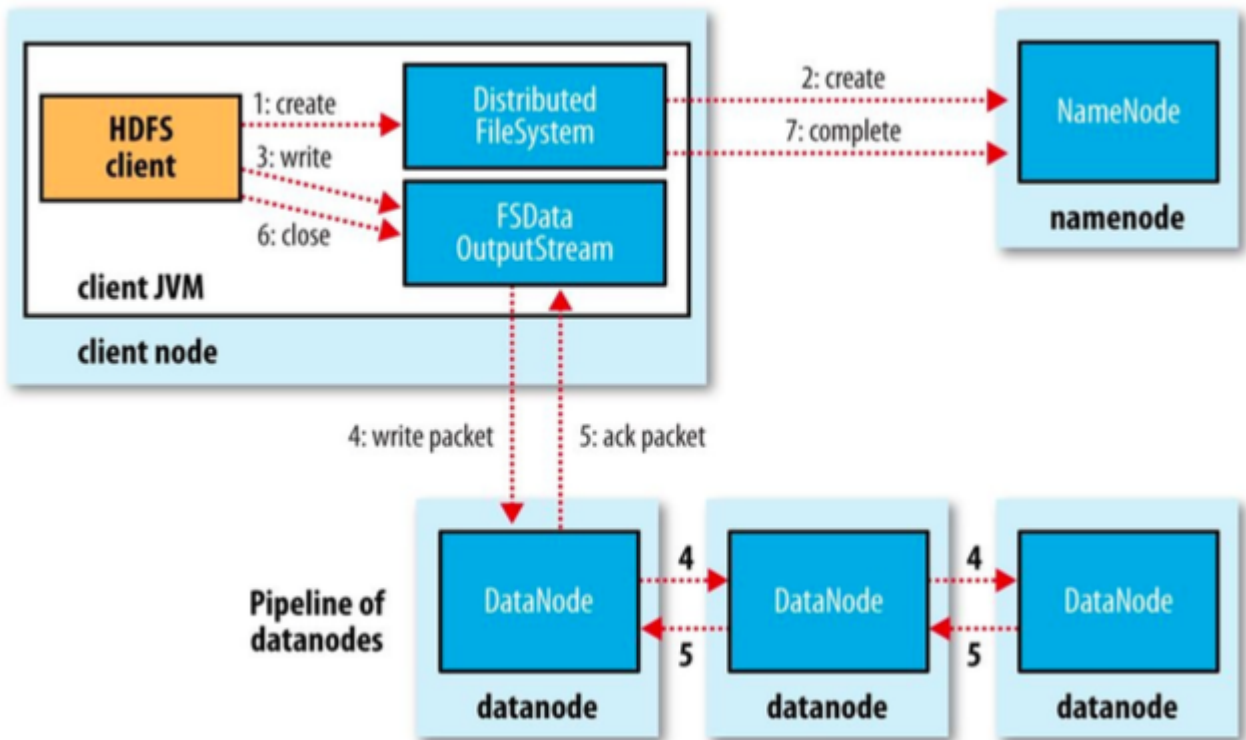 HDFS
client
1: create
3: write
6: close
Distributed
FileSystem
FSData
OutputStream
client JVM
client node
2: create
7: complete
NameNode
namenode
4: write packet
5: ack packet
Pipeline of
datanodes
DataNode
datanode
4
5
DataNode
datanode
4
5
DataNode
datanode